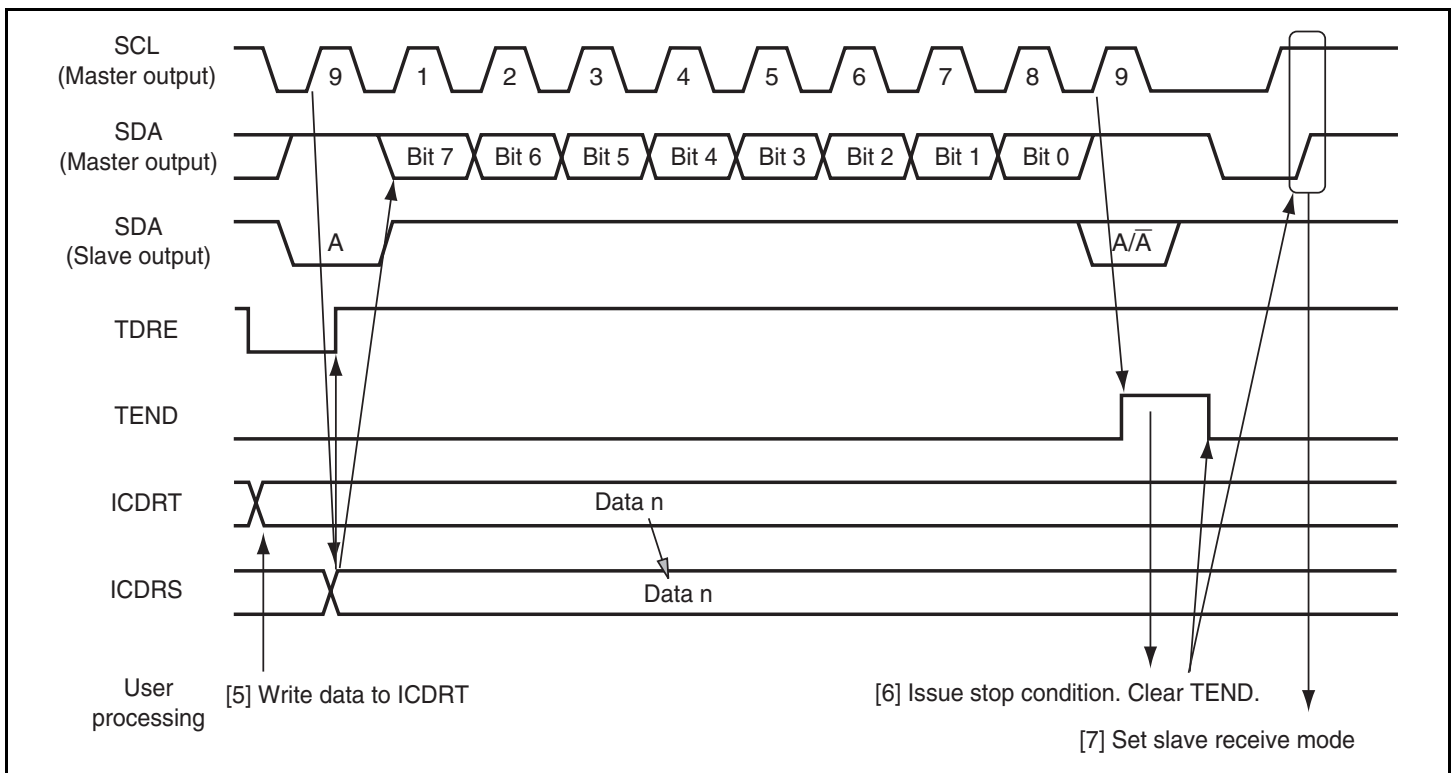 SCL
(Master output)
9 1 2 3 4 5 6 7 8 9
SDA
(Master output)
Bit 7 Bit 6 Bit 5 Bit 4 Bit 3 Bit 2 Bit 1 Bit 0
SDA
(Slave output)
A A/A̅
TDRE
TEND
ICDRT
Data n
ICDRS
Data n
User
processing
[5] Write data to ICDRT
[6] Issue stop condition. Clear TEND.
[7] Set slave receive mode